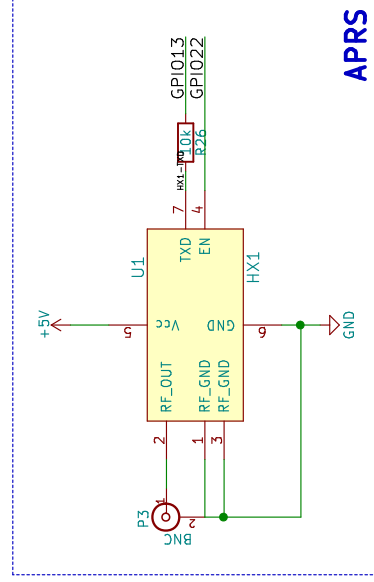 APRS
GPIO13
GPIO22
10k
R26
HX1-TXD
7
4
TXD
EN
U1
HX1
+5V
5
Vcc
GND
6
GND
RF_OUT
RF_GND
RF_GND
2
1
3
1
P3
2
BNC